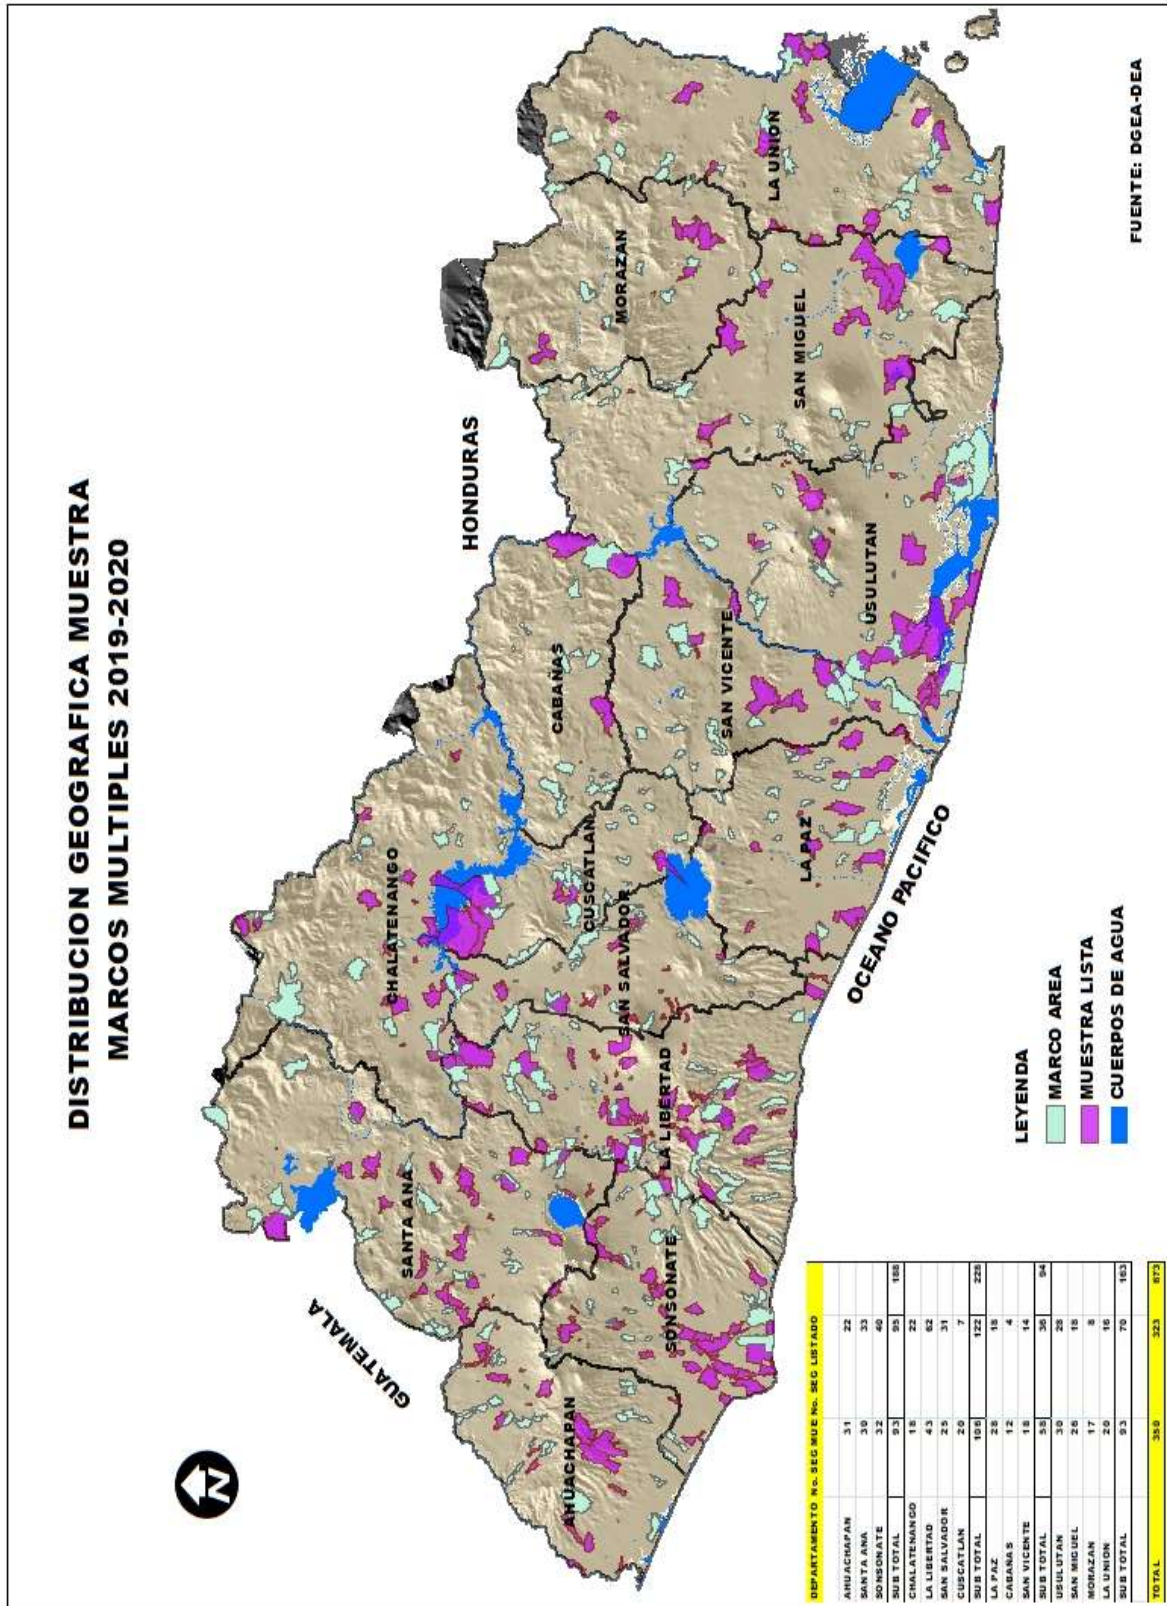 DISTRIBUCION GEOGRAFICA MUESTRA
MARCOS MULTIPLES 2019-2020
N
GUATEMALA
HONDURAS
OCEANO PACIFICO
AHUACHAPAN
SANTA ANA
SONSONATE
CHALATENANGO
LA LIBERTAD
SAN SALVADOR
CUSCATLAN
CABAÑAS
LA PAZ
SAN VICENTE
USULUTAN
SAN MIGUEL
MORAZAN
LA UNION
LEYENDA
MARCO AREA
MUESTRA LISTA
CUERPOS DE AGUA
FUENTE: DGEA-DEA
DEPARTAMENTO No. SEG MUE No. SEG LISTADO
AHUACHAPAN 31 22
SANTA ANA 30 33
SONSONATE 32 40
SUB TOTAL 93 95 188
CHALATENANGO 18 22
LA LIBERTAD 43 62
SAN SALVADOR 25 31
CUSCATLAN 20 7
SUB TOTAL 106 122 228
LA PAZ 28 18
CABANAS 12 4
SAN VICENTE 18 14
SUB TOTAL 58 36 94
USULUTAN 30 28
SAN MIGUEL 26 18
MORAZAN 17 8
LA UNION 20 16
SUB TOTAL 93 70 163
TOTAL 350 323 673